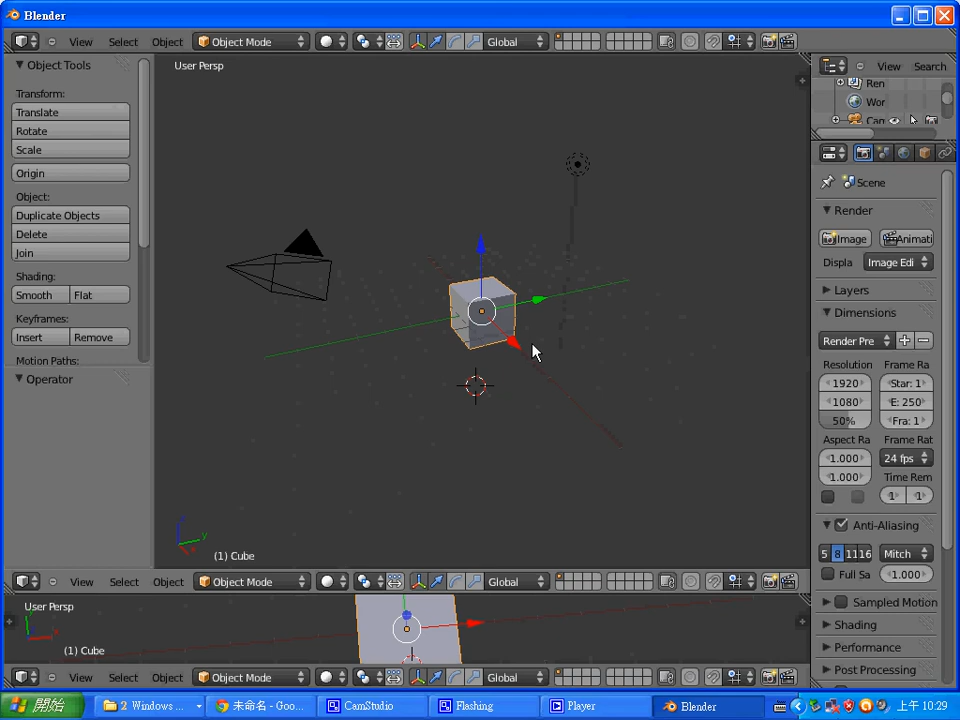 Blender
View Select Object Object Mode Global
Object Tools
User Persp
View Search
Transform:
Ren
Translate
Wor
Rotate
Cam
Scale
Origin
Scene
Object:
Render
Duplicate Objects
Image Animati
Delete
Join
Displa Image Edi
Shading:
Layers
Smooth Flat
Dimensions
Keyframes:
Insert Remove
Render Pre
Motion Paths:
Resolution Frame Ra
Operator
1920 Star: 1
1080 E: 250
50% Fra: 1
Aspect Ra Frame Rat
1.000 24 fps
1.000 Time Rem
1 1
Anti-Aliasing
5 8 11 16 Mitch
Full Sa 1.000
z
y
(1) Cube
View Select Object Object Mode Global
Sampled Motion
User Persp
Shading
Performance
(1) Cube
Post Processing
View Select Object Object Mode Global
開始 2 Windows ... 未命名 - Goo... CamStudio Flashing Player Blender 上午 10:29